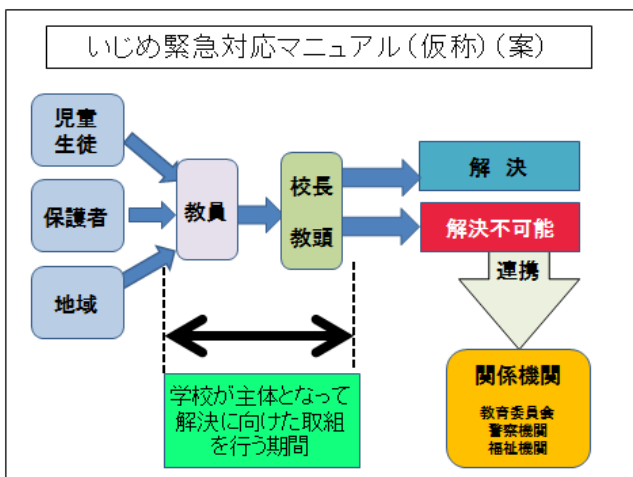 いじめ緊急対応マニュアル（仮称）（案）
児童
生徒
保護者
地域
教員
校長
教頭
解 決
解決不可能
連携
関係機関
教育委員会
警察機関
福祉機関
学校が主体となって
解決に向けた取組
を行う期間